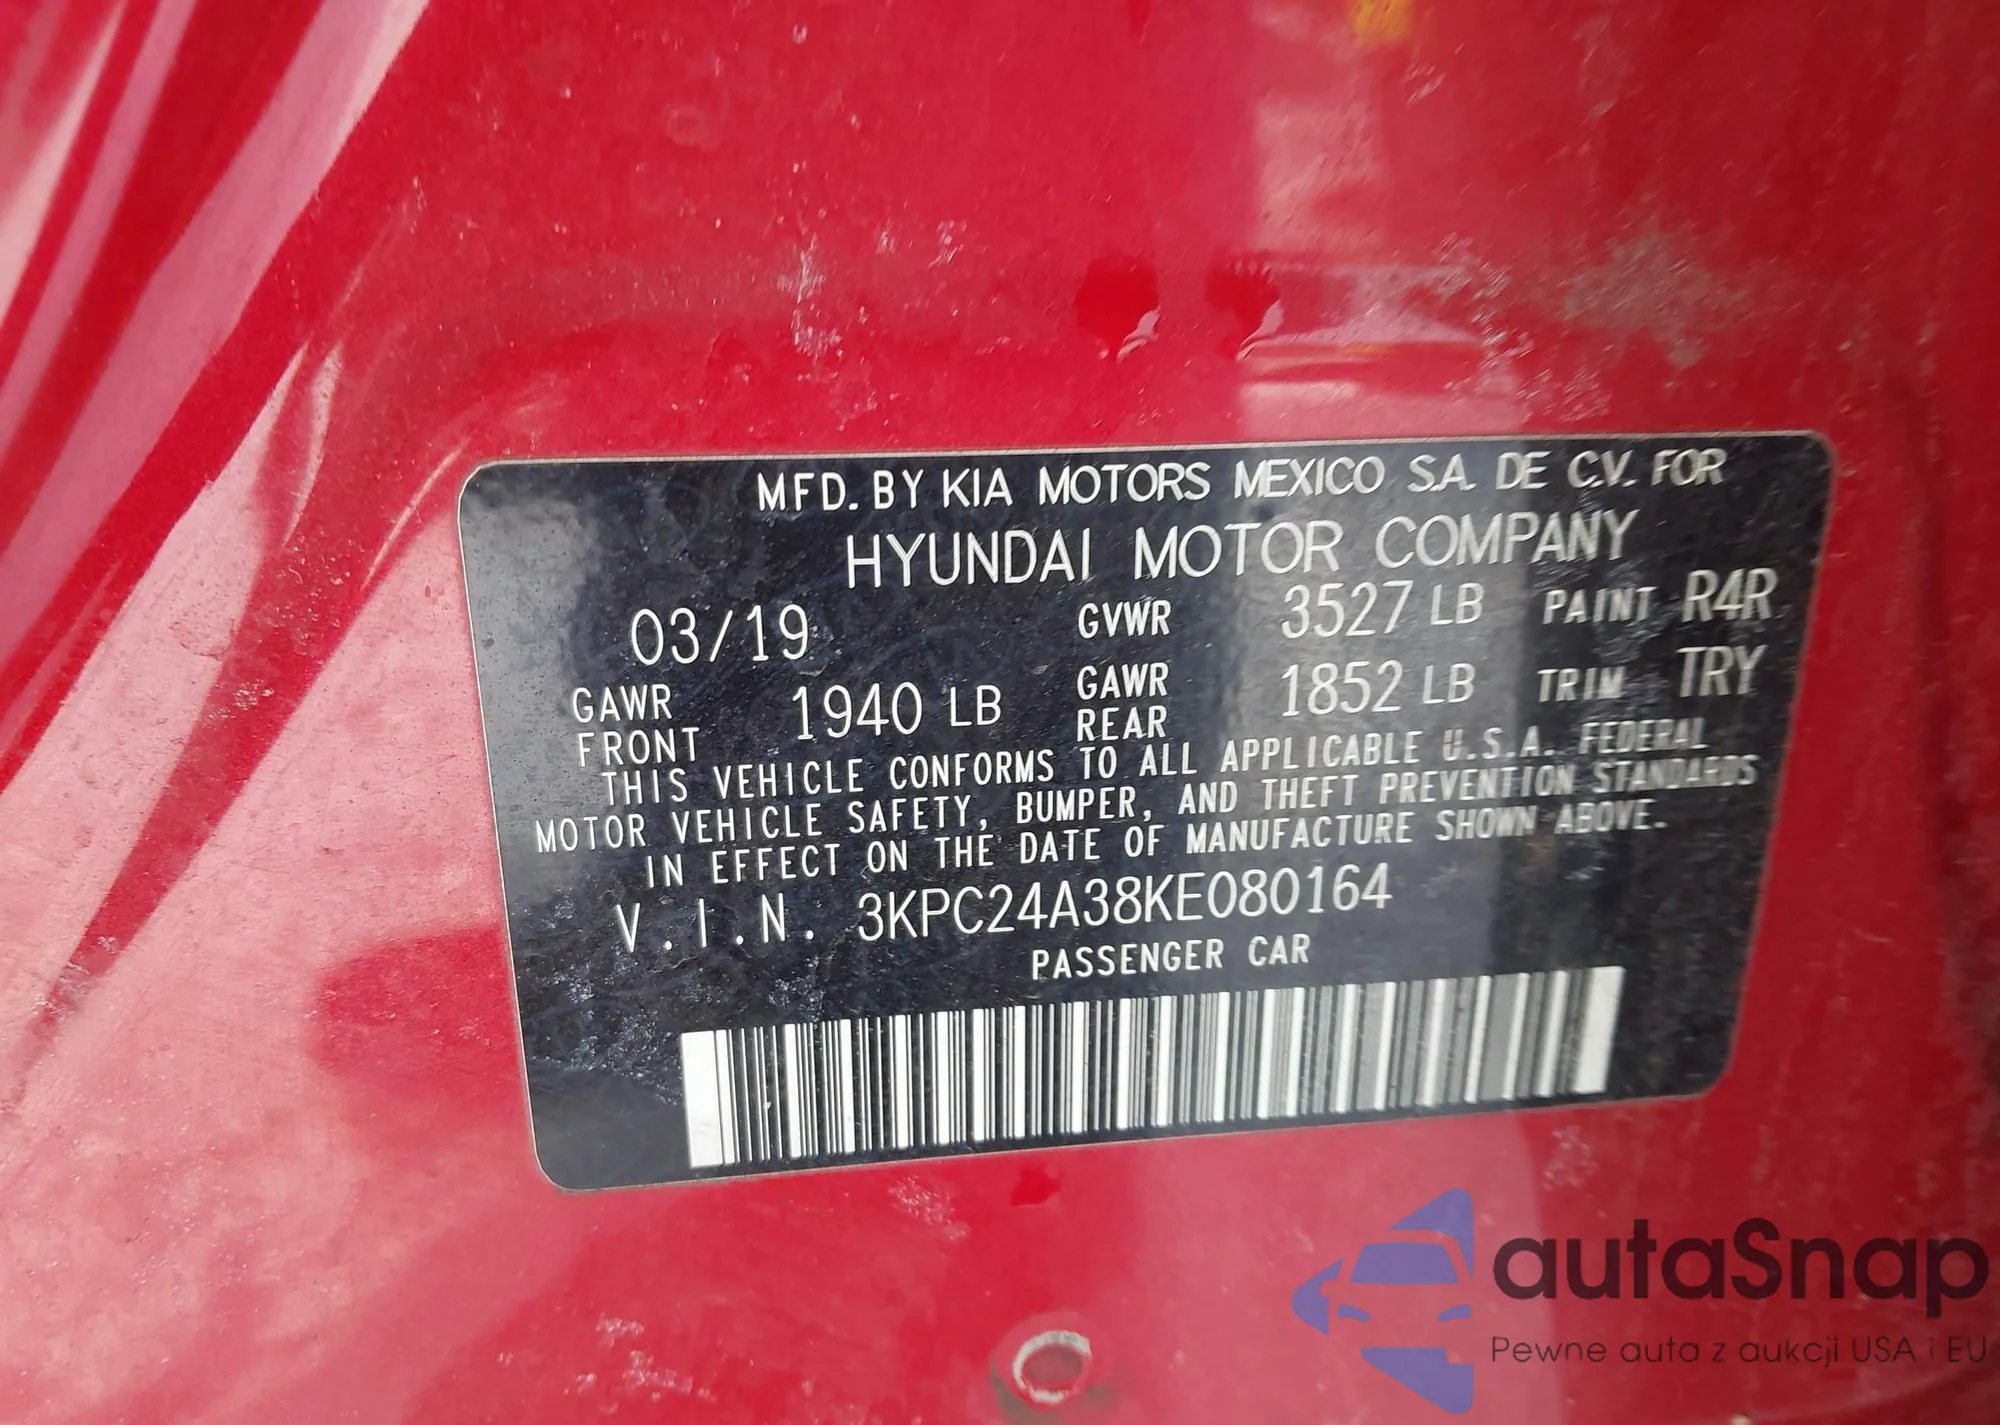 MFD. BY KIA MOTORS MEXICO S.A. DE C.V. FOR
HYUNDAI MOTOR COMPANY
03/19 GVWR 3527 LB PAINT R4R
GAWR FRONT 1940 LB GAWR REAR 1852 LB TRIM TRY
THIS VEHICLE CONFORMS TO ALL APPLICABLE U.S.A. FEDERAL
MOTOR VEHICLE SAFETY, BUMPER, AND THEFT PREVENTION STANDARDS
IN EFFECT ON THE DATE OF MANUFACTURE SHOWN ABOVE.
V.I.N. 3KPC24A38KE080164
PASSENGER CAR
autaSnap
Pewne auta z aukcji USA i EU